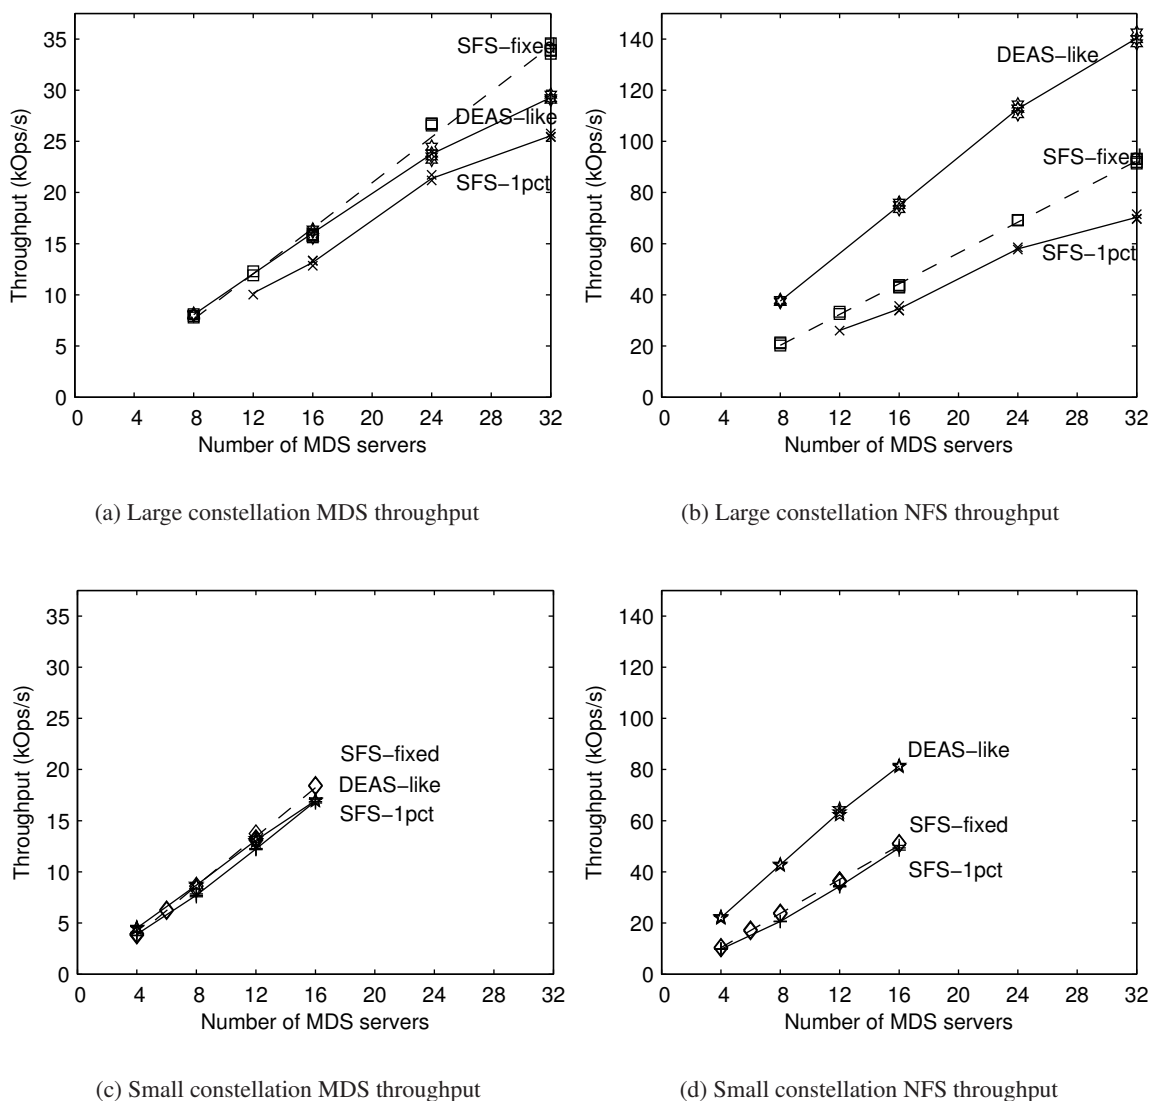 35
30
25
20
15
10
5
0
Throughput (kOps/s)
SFS−fixed
DEAS−like
SFS−1pct
4 8 12 16 20 24 28 32
Number of MDS servers
(a) Large constellation MDS throughput
140
120
100
80
60
40
20
0
Throughput (kOps/s)
DEAS−like
SFS−fixed
SFS−1pct
0 4 8 12 16 20 24 28 32
Number of MDS servers
(b) Large constellation NFS throughput
35
30
25
20
15
10
5
0
Throughput (kOps/s)
SFS−fixed
DEAS−like
SFS−1pct
0 4 8 12 16 20 24 28 32
Number of MDS servers
(c) Small constellation MDS throughput
140
120
100
80
60
40
20
0
Throughput (kOps/s)
DEAS−like
SFS−fixed
SFS−1pct
0 4 8 12 16 20 24 28 32
Number of MDS servers
(d) Small constellation NFS throughput